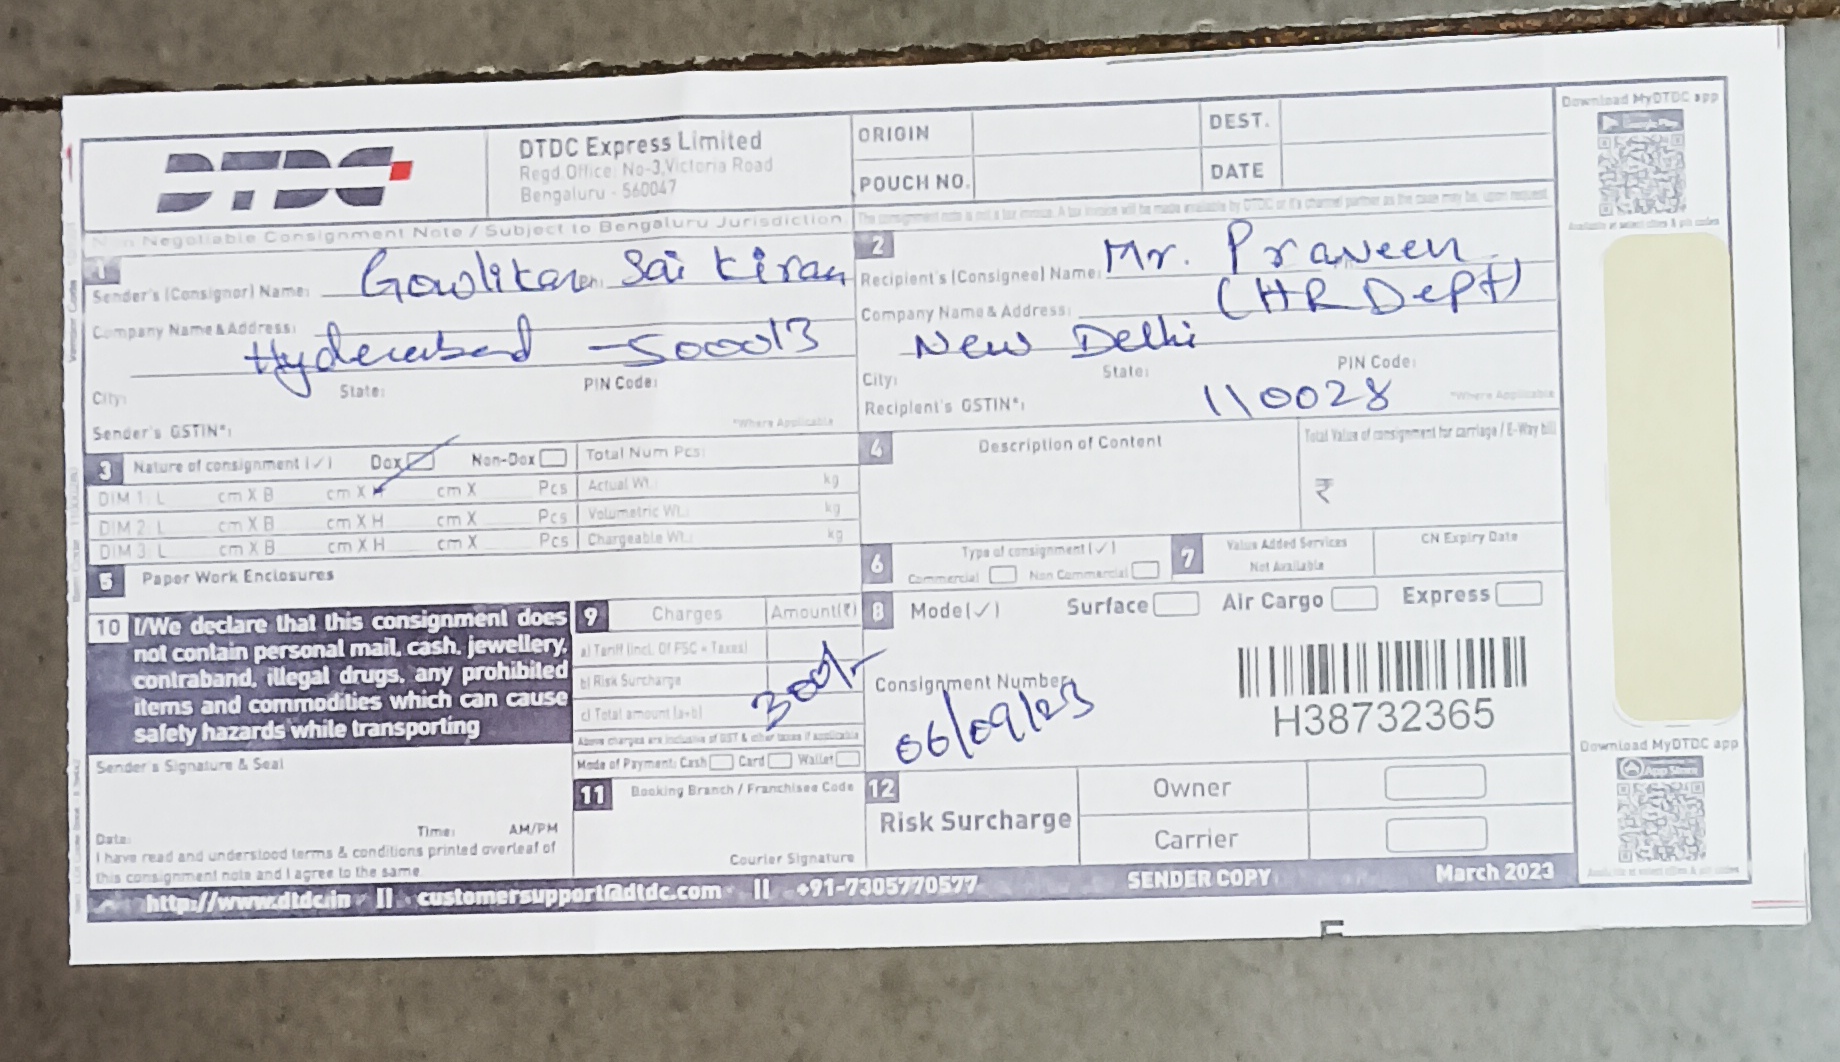 DTDC
DTDC Express Limited
Regd. Office: No-3, Victoria Road
Bengaluru - 560047
ORIGIN
DEST.
POUCH NO.
DATE
Download MyDTDC app
Google Play
Non Negotiable Consignment Note / Subject to Bengaluru Jurisdiction
The consignment note is not a tax invoice. A tax invoice will be made available by DTDC or it's channel partner as the case may be, upon request.
1
Sender's (Consignor) Name: Gowlikar Sai Kiran
Company Name & Address:
Hyderabad - 500013
City: State: PIN Code:
Sender's GSTIN*:
*Where Applicable
2
Recipient's (Consignee) Name: Mr. Praveen
Company Name & Address: (HR Dept)
New Delhi
City: State: PIN Code:
Recipient's GSTIN*: 110028
*Where Applicable
3 Nature of consignment (✓) Dox Non-Dox
Total Num Pcs:
DIM 1: L cm X B cm X H cm X Pcs
Actual Wt.: kg
DIM 2: L cm X B cm X H cm X Pcs
Volumetric Wt.: kg
DIM 3: L cm X B cm X H cm X Pcs
Chargeable Wt.: kg
4 Description of Content
Total Value of consignment for carriage / E-Way bill
₹
5 Paper Work Enclosures
6 Type of consignment (✓)
Commercial Non Commercial
7 Value Added Services
Not Available
CN Expiry Date
10 I/We declare that this consignment does
not contain personal mail, cash, jewellery,
contraband, illegal drugs, any prohibited
items and commodities which can cause
safety hazards while transporting
9 Charges Amount(₹)
a) Tariff (Incl. Of FSC + Taxes)
b) Risk Surcharge
c) Total amount (a+b)
300/-
Above charges are inclusive of GST & other taxes if applicable
Mode of Payment: Cash Card Wallet
8 Mode (✓) Surface Air Cargo Express
Consignment Number
06/09/23
H38732365
Sender's Signature & Seal
Date: Time: AM/PM
I have read and understood terms & conditions printed overleaf of
this consignment note and I agree to the same.
11 Booking Branch / Franchisee Code
Courier Signature
12
Risk Surcharge
Owner
Carrier
Download MyDTDC app
App Store
http://www.dtdc.in || customersupport@dtdc.com || +91-7305770577
SENDER COPY
March 2023